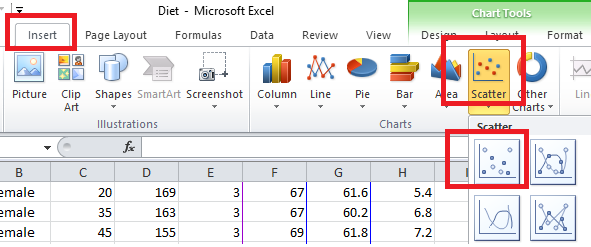 Diet - Microsoft Excel
Chart Tools
Insert Page Layout Formulas Data Review View Design Layout Format
Picture Clip Art Shapes SmartArt Screenshot Column Line Pie Bar Area Scatter Other Charts Lin
Illustrations Charts
Scatter
fx
B C D E F G H
emale 20 169 3 67 61.6 5.4
emale 35 163 3 67 60.2 6.8
emale 45 155 3 69 61.8 7.2